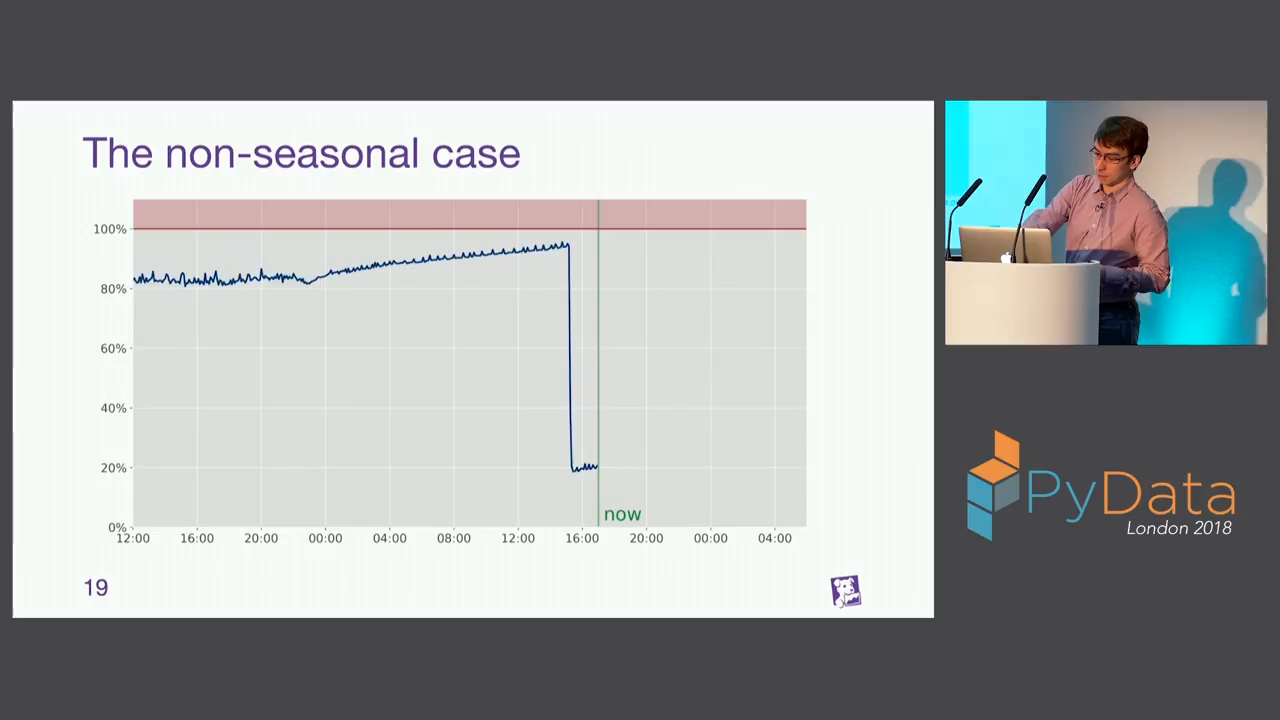 The non-seasonal case
100%
80%
60%
40%
20%
0%
now
12:00 16:00 20:00 00:00 04:00 08:00 12:00 16:00 20:00 00:00 04:00
19
PyData
London 2018